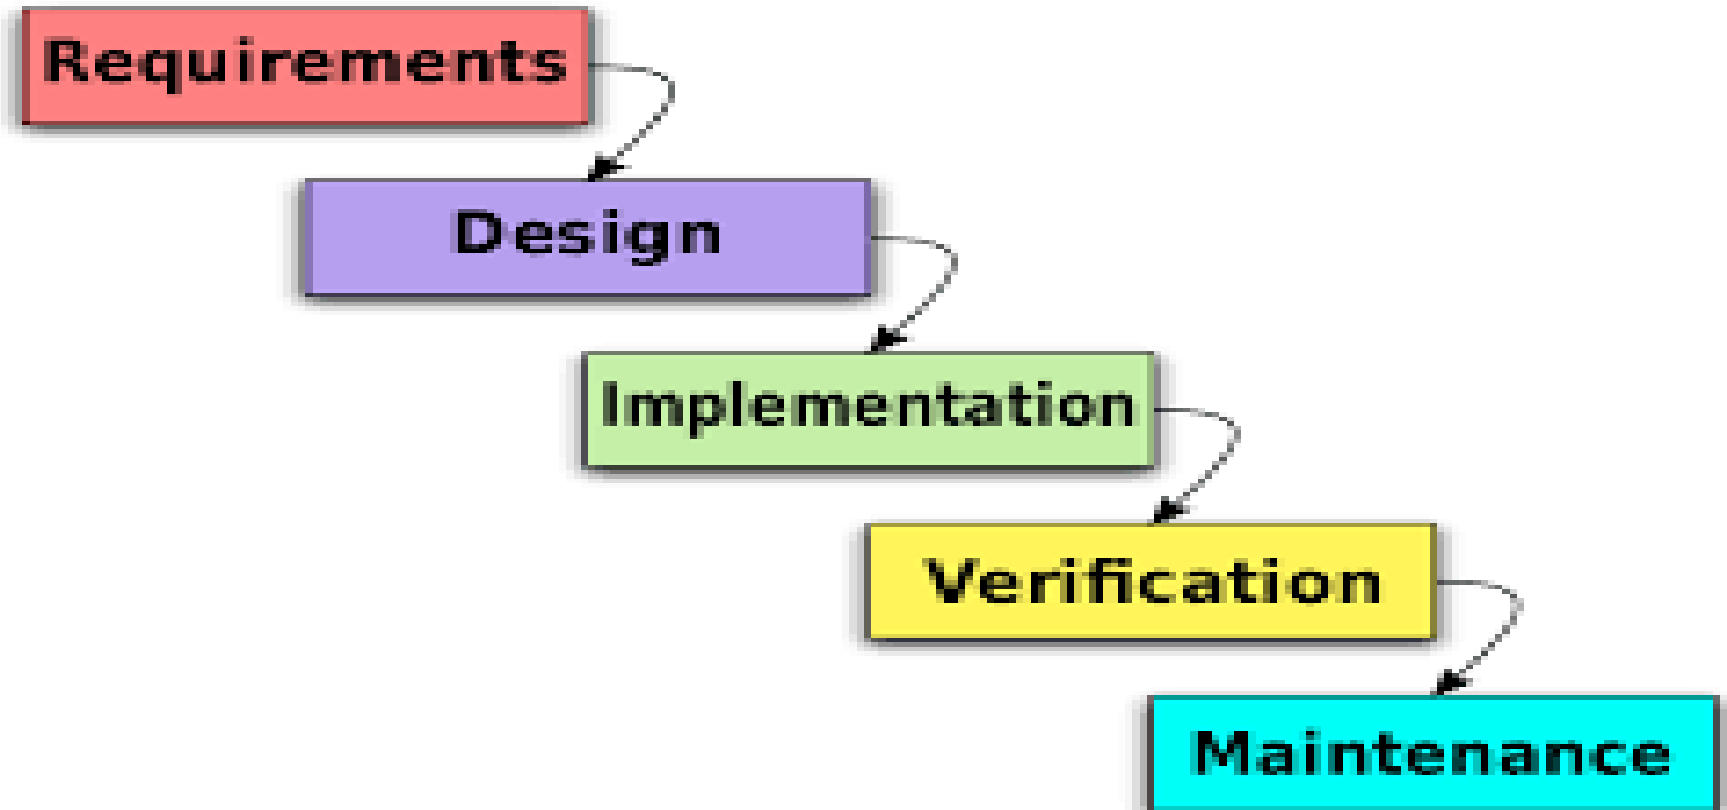 Requirements
Design
Implementation
Verification
Maintenance